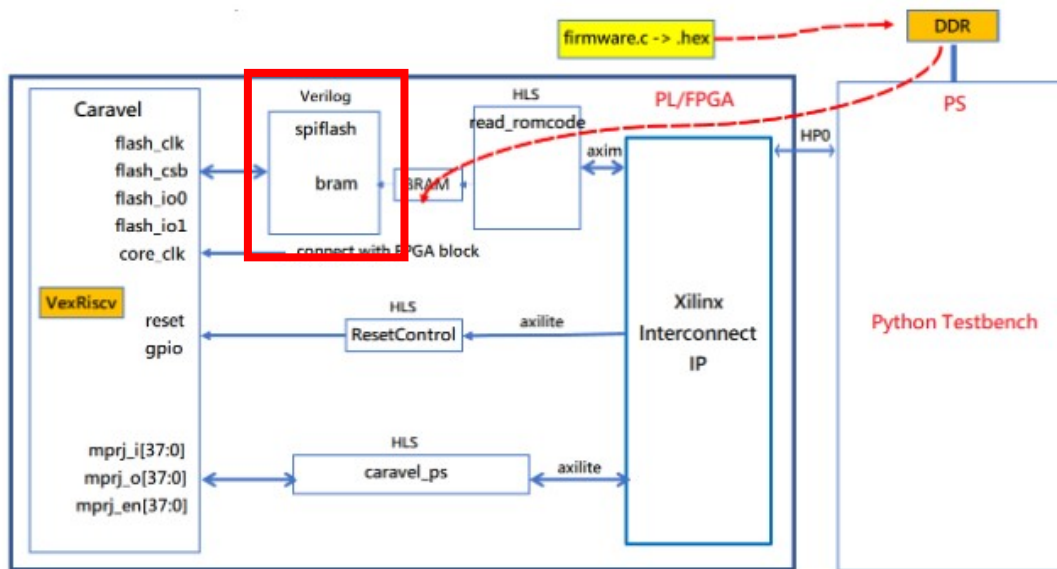 firmware.c -> .hex
DDR
Caravel
flash_clk
flash_csb
flash_io0
flash_io1
core_clk
VexRiscv
reset
gpio
mprj_i[37:0]
mprj_o[37:0]
mprj_en[37:0]
Verilog
spiflash
bram
BRAM
HLS
read_romcode
connect with FPGA block
axim
PL/FPGA
HLS
ResetControl
axilite
HLS
caravel_ps
axilite
Xilinx
Interconnect
IP
HP0
PS
Python Testbench